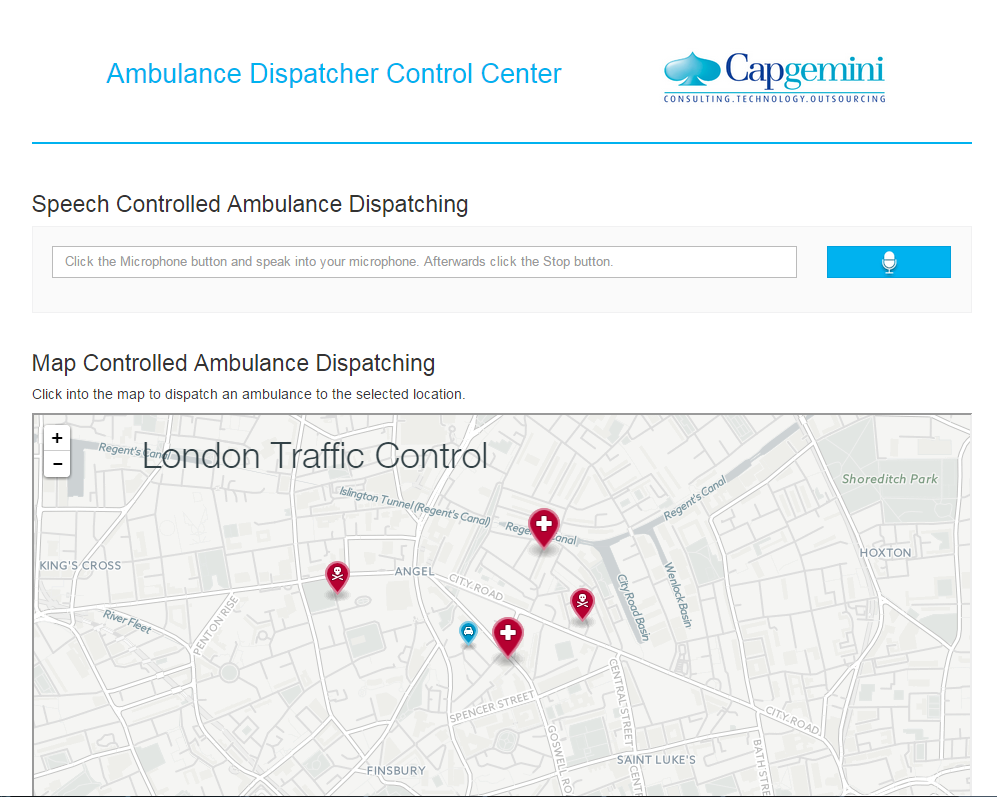 Ambulance Dispatcher Control Center
Capgemini
CONSULTING.TECHNOLOGY.OUTSOURCING
Speech Controlled Ambulance Dispatching
Click the Microphone button and speak into your microphone. Afterwards click the Stop button.
Map Controlled Ambulance Dispatching
Click into the map to dispatch an ambulance to the selected location.
+
-
Regent's Canal
London Traffic Control
Shoreditch Park
Islington Tunnel (Regent's Canal)
Regent's Canal
Regent's Canal
HOXTON
KING'S CROSS
ANGEL
CITY ROAD
City Road Basin
Wenlock Basin
River Fleet
PENTON RISE
SPENCER STREET
CENTRAL STREET
CITY ROAD
GOSWELL RO
BATH STREE
SAINT LUKE'S
FINSBURY